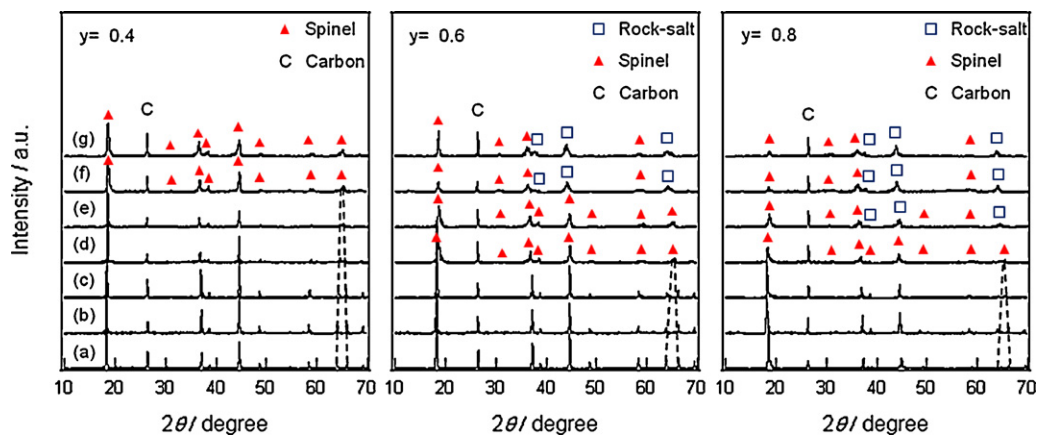 y= 0.4
Spinel
C Carbon
C
(g)
(f)
(e)
(d)
(c)
(b)
(a)
Intensity / a.u.
10 20 30 40 50 60 70
2θ/ degree
y= 0.6
Rock-salt
Spinel
C Carbon
C
10 20 30 40 50 60 70
2θ/ degree
y= 0.8
Rock-salt
Spinel
C Carbon
C
10 20 30 40 50 60 70
2θ/ degree